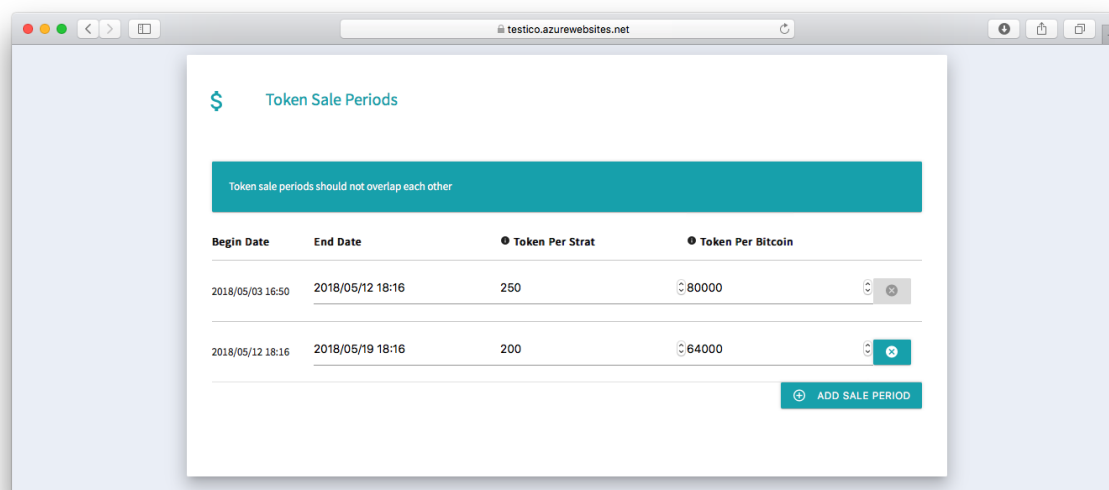 testico.azurewebsites.net
$ Token Sale Periods
Token sale periods should not overlap each other
Begin Date End Date Token Per Strat Token Per Bitcoin
2018/05/03 16:50 2018/05/12 18:16 250 80000
2018/05/12 18:16 2018/05/19 18:16 200 64000
ADD SALE PERIOD